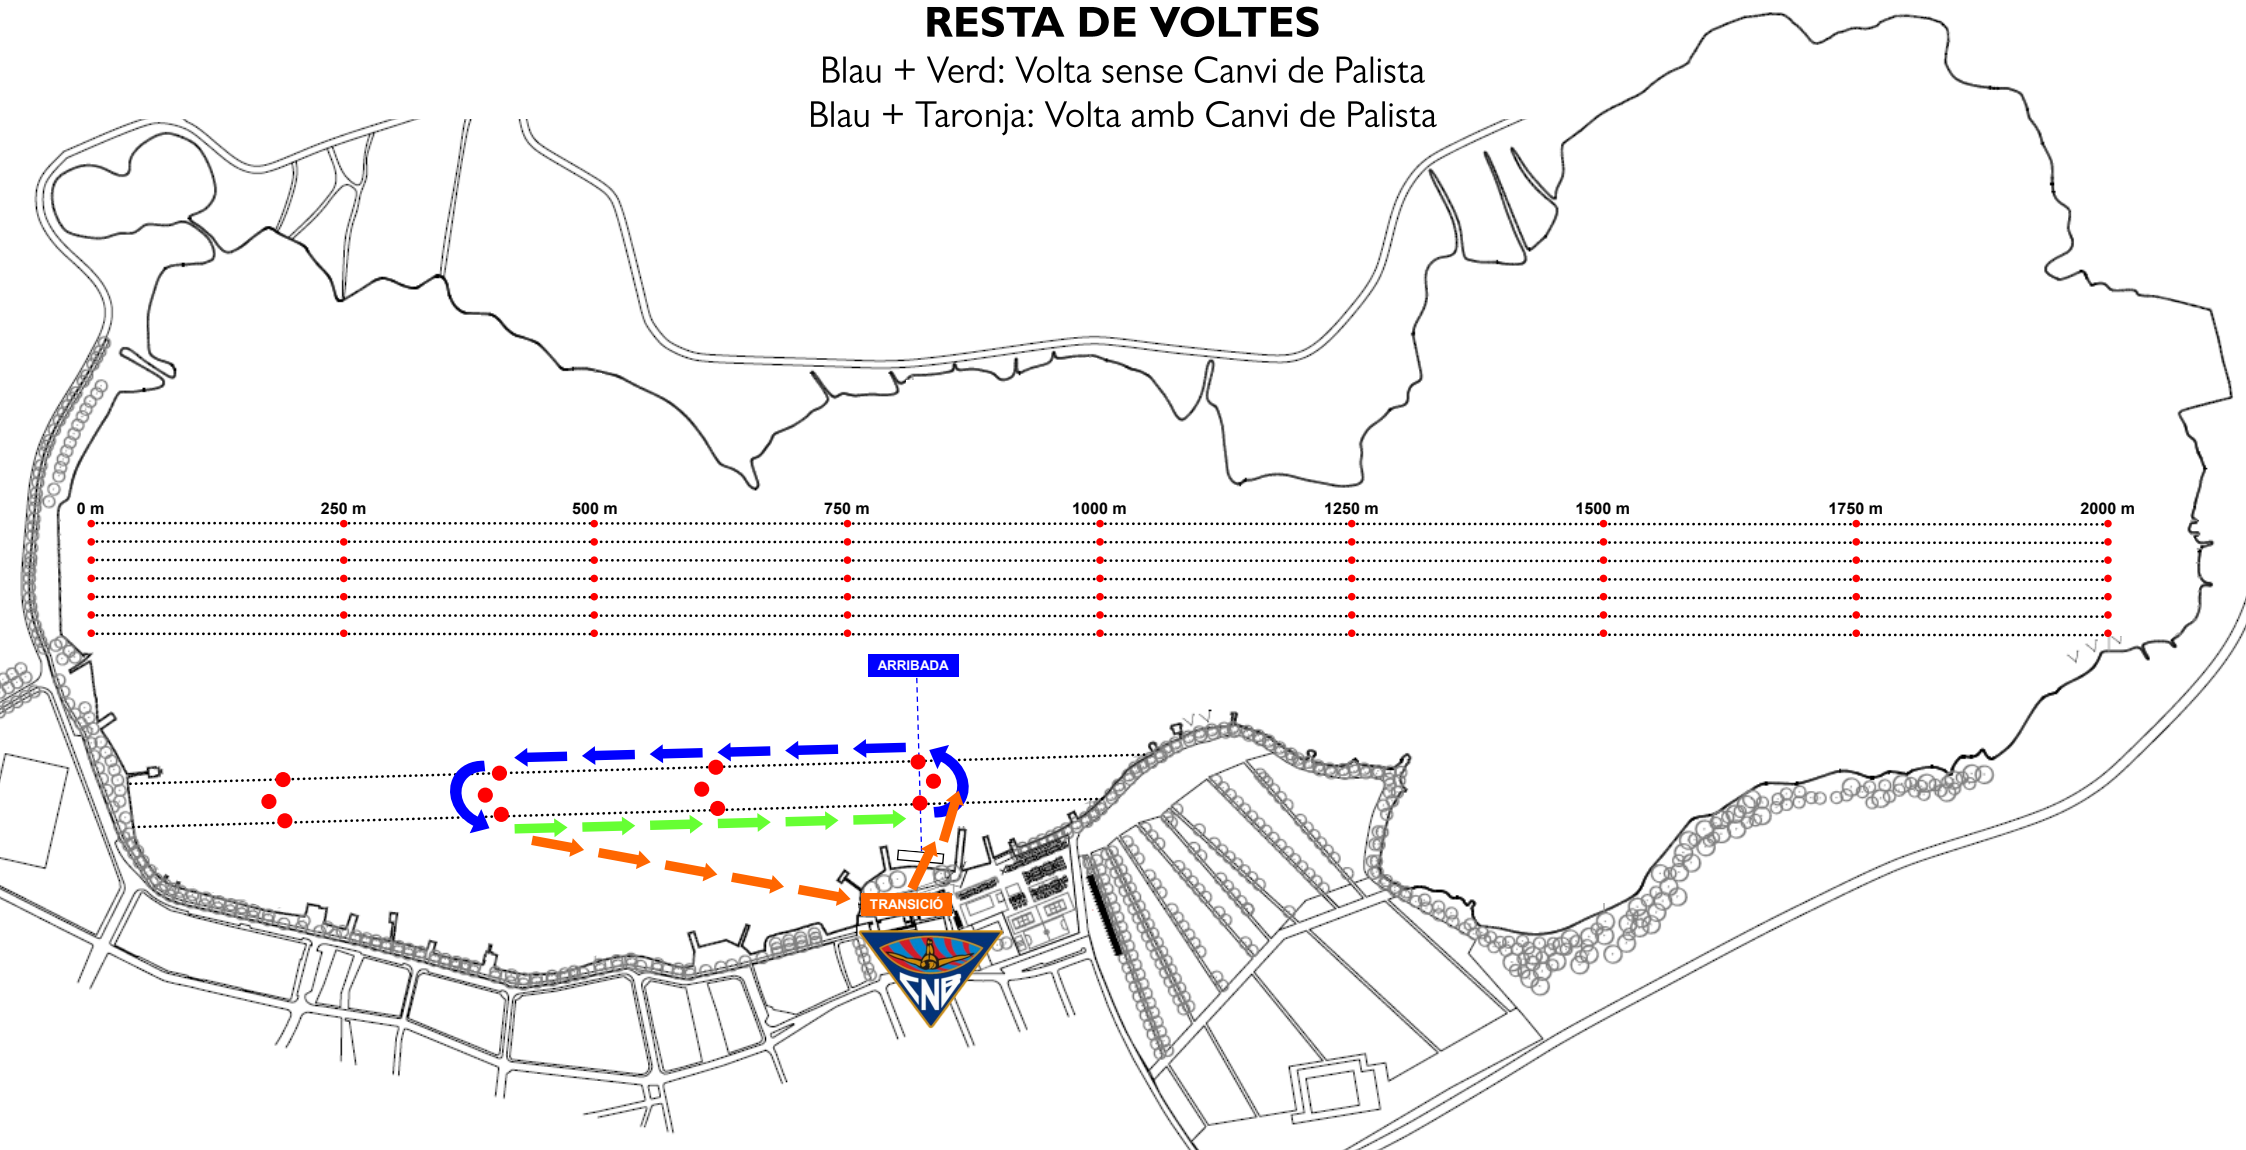 RESTA DE VOLTES
Blau + Verd: Volta sense Canvi de Palista
Blau + Taronja: Volta amb Canvi de Palista
0 m 250 m 500 m 750 m 1000 m 1250 m 1500 m 1750 m 2000 m
ARRIBADA
TRANSICIÓ
CNB